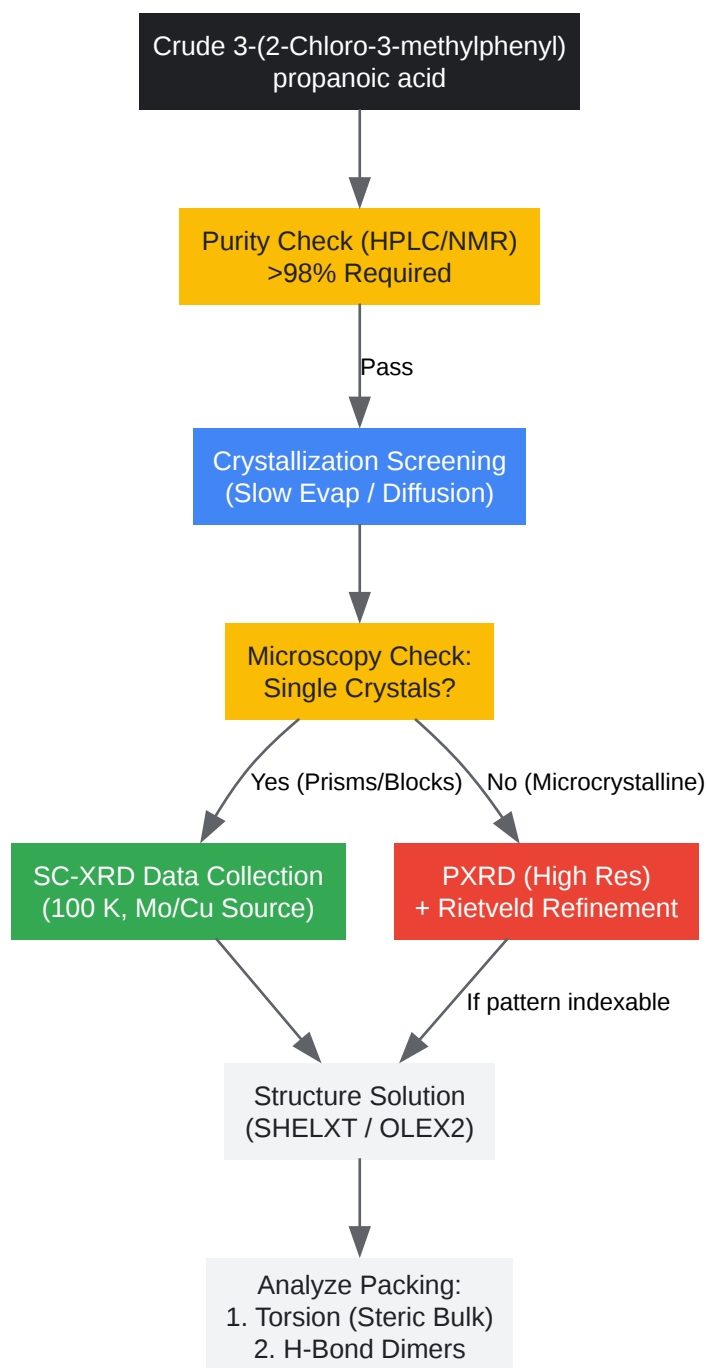 Crude 3-(2-Chloro-3-methylphenyl)
propanoic acid
Purity Check (HPLC/NMR)
>98% Required
Pass
Crystallization Screening
(Slow Evap / Diffusion)
Microscopy Check:
Single Crystals?
Yes (Prisms/Blocks)
No (Microcrystalline)
SC-XRD Data Collection
(100 K, Mo/Cu Source)
PXRD (High Res)
+ Rietveld Refinement
If pattern indexable
Structure Solution
(SHELXT / OLEX2)
Analyze Packing:
1. Torsion (Steric Bulk)
2. H-Bond Dimers